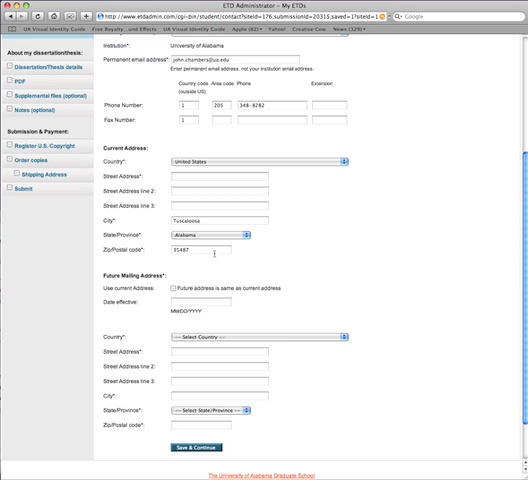 ETD Administrator – My ETDs
http://www.etdadmin.com/cgi-bin/student/contact?siteId=176;submissionId=20315;saved=1?siteId=1
Google
UA Visual Identity Guide
Free Royalty...and Effects
Apple (82)
Yahoo!
Creative Cow
News (329)
UA Visual Identity Guide
About my dissertation/thesis:
Dissertation/Thesis details
PDF
Supplemental files (optional)
Notes (optional)
Submission & Payment:
Register U.S. Copyright
Order copies
Shipping Address
Submit
Institution*:
University of Alabama
Permanent email address*:
john.chambers@ua.edu
Enter permanent email address, not your institution email address.
Country code
(outside US)
Area code
Phone
Extension
Phone Number:
1
205
348-8282
Fax Number:
1
Current Address:
Country*:
United States
Street Address*:
Street Address line 2:
Street Address line 3:
City*:
Tuscaloosa
State/Province*:
Alabama
Zip/Postal code*:
35487
Future Mailing Address*:
Use current Address:
Future address is same as current address
Date effective:
MM/DD/YYYY
Country*:
-- Select Country --
Street Address*:
Street Address line 2:
Street Address line 3:
City*:
State/Province*:
-- Select State/Province --
Zip/Postal code*:
Save & Continue
The University of Alabama Graduate School